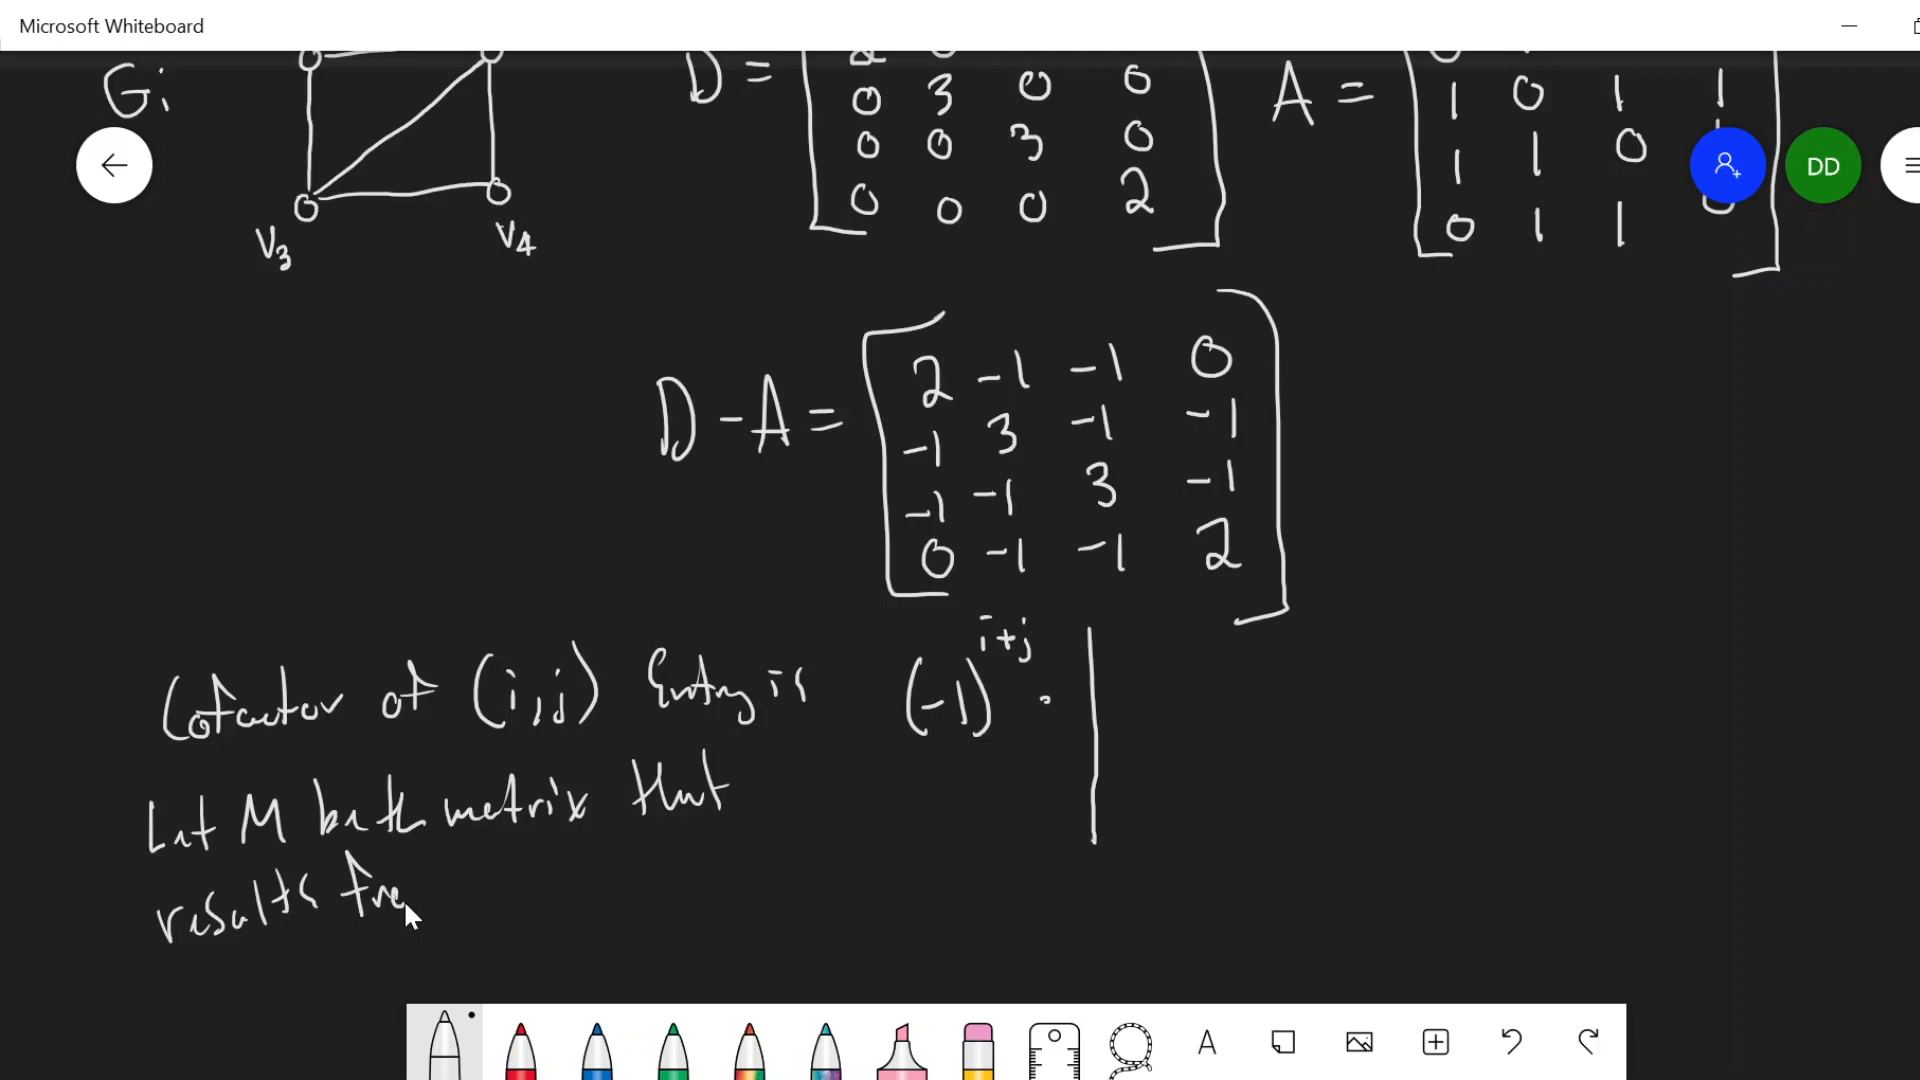 Microsoft Whiteboard
G:
D =
0 3 0 0
0 0 3 0
0 0 0 2
A =
1 0 1 1
1 1 0
0 1 1 0
V3
V4
DD
D - A =
2 -1 -1 0
-1 3 -1 -1
-1 -1 3 -1
0 -1 -1 2
Cofactor of (i,j) Entry is (-1)^i+j ·
Let M be the matrix that
results fro
A